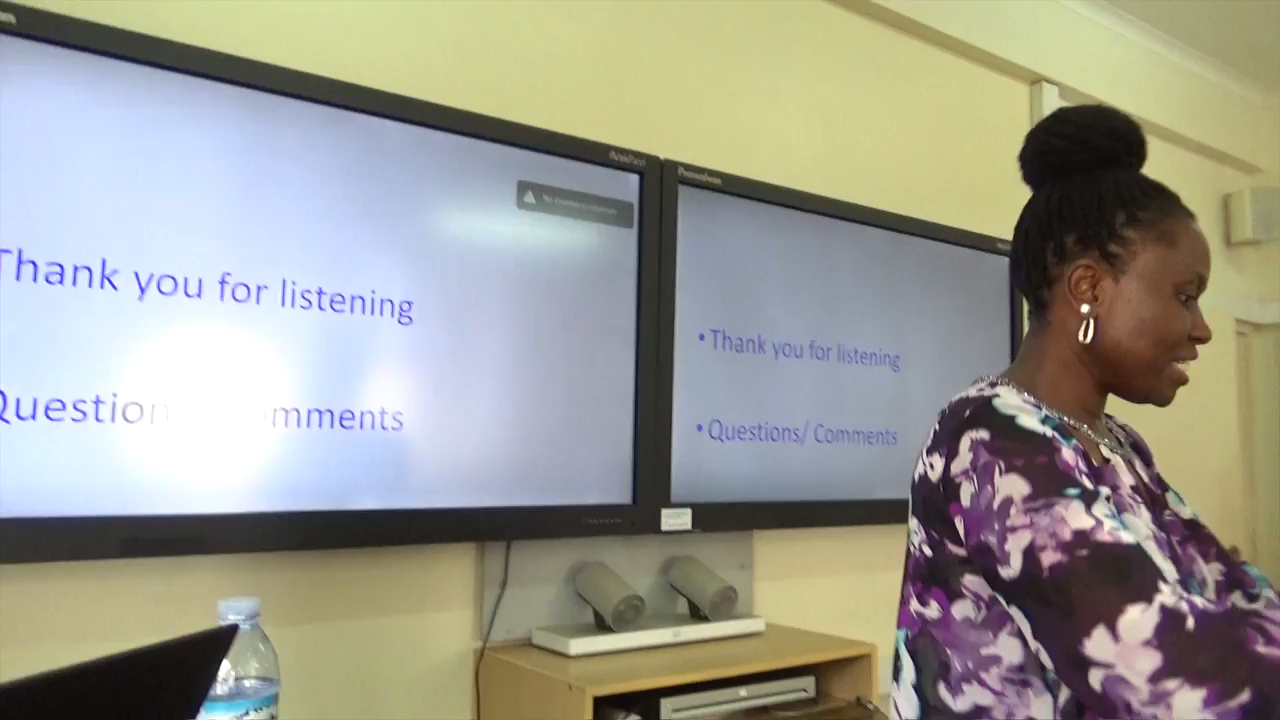 Thank you for listening
Question mments
• Thank you for listening
• Questions/ Comments